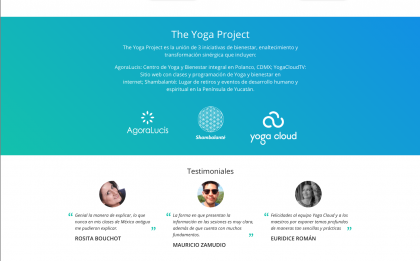 The Yoga Project
The Yoga Project es la unión de 3 iniciativas de bienestar, enaltecimiento y
transformación sinérgica que incluyen:
AgoraLucis: Centro de Yoga y Bienestar integral en Polanco, CDMX; YogaCloudTV:
Sitio web con clases y programación de Yoga y bienestar en
internet; Shambalamté: Lugar de retiros y eventos de desarrollo humano y
espiritual en la Península de Yucatán.
AgoraLucis
Shambalamté
yoga cloud
Testimoniales
“ Genial la manera de explicar, lo que
nunca en mis clases de México antiguo
me pudieron explicar. ”
ROSITA BOUCHOT
“ La forma en que presentan la
información en las sesiones es muy clara,
además de que cuenta con muchos
fundamentos. ”
MAURICIO ZAMUDIO
“ Felicidades al equipo Yoga Cloud y a los
maestros por exponer temas profundos
de maneras tan sencillas y prácticas ”
EURIDICE ROMÁN